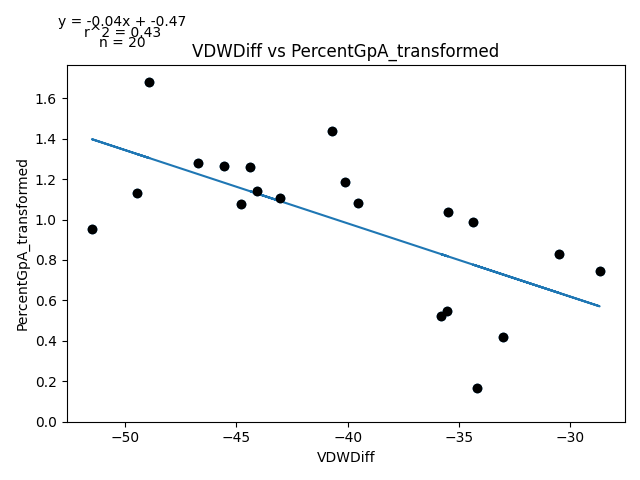 y = -0.04x + -0.47
r^2 = 0.43
n = 20
VDWDiff vs PercentGpA_transformed
PercentGpA_transformed
1.6
1.4
1.2
1.0
0.8
0.6
0.4
0.2
0.0
−50
−45
−40
−35
−30
VDWDiff